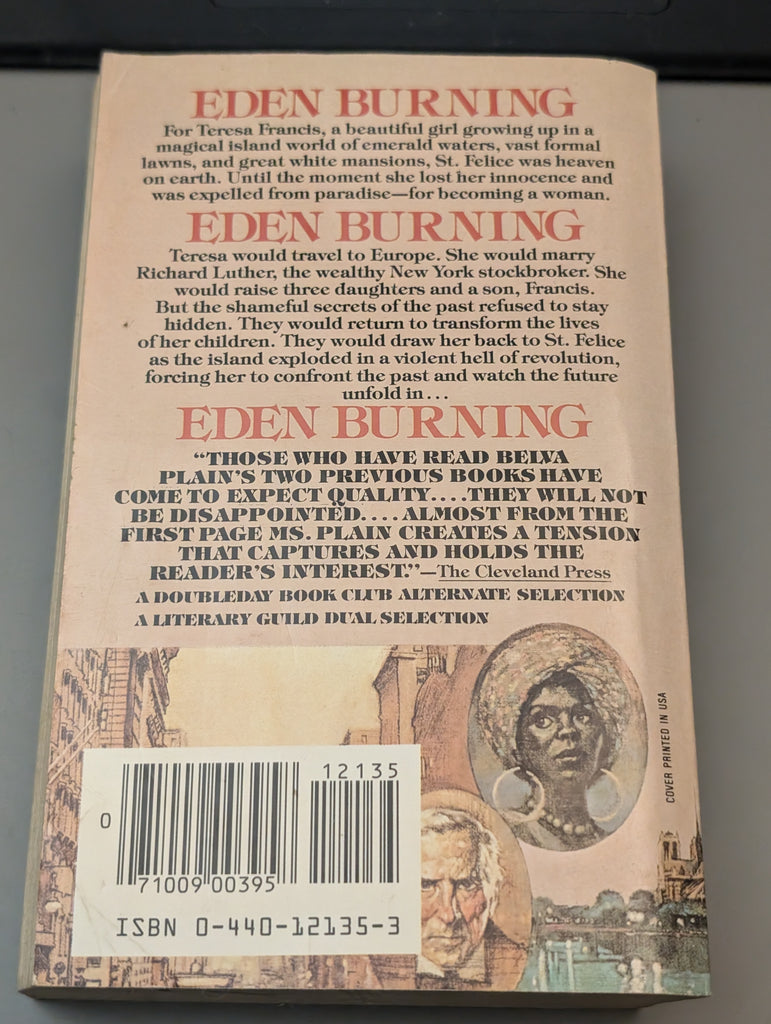 EDEN BURNING
For Teresa Francis, a beautiful girl growing up in a
magical island world of emerald waters, vast formal
lawns, and great white mansions, St. Felice was heaven
on earth. Until the moment she lost her innocence and
was expelled from paradise—for becoming a woman.
EDEN BURNING
Teresa would travel to Europe. She would marry
Richard Luther, the wealthy New York stockbroker. She
would raise three daughters and a son, Francis.
But the shameful secrets of the past refused to stay
hidden. They would return to transform the lives
of her children. They would draw her back to St. Felice
as the island exploded in a violent hell of revolution,
forcing her to confront the past and watch the future
unfold in...
EDEN BURNING
“THOSE WHO HAVE READ BELVA
PLAIN'S TWO PREVIOUS BOOKS HAVE
COME TO EXPECT QUALITY....THEY WILL NOT
BE DISAPPOINTED....ALMOST FROM THE
FIRST PAGE MS. PLAIN CREATES A TENSION
THAT CAPTURES AND HOLDS THE
READER'S INTEREST.”—The Cleveland Press
A DOUBLEDAY BOOK CLUB ALTERNATE SELECTION
A LITERARY GUILD DUAL SELECTION
COVER PRINTED IN USA
12135
0
71009 00395
ISBN 0-440-12135-3